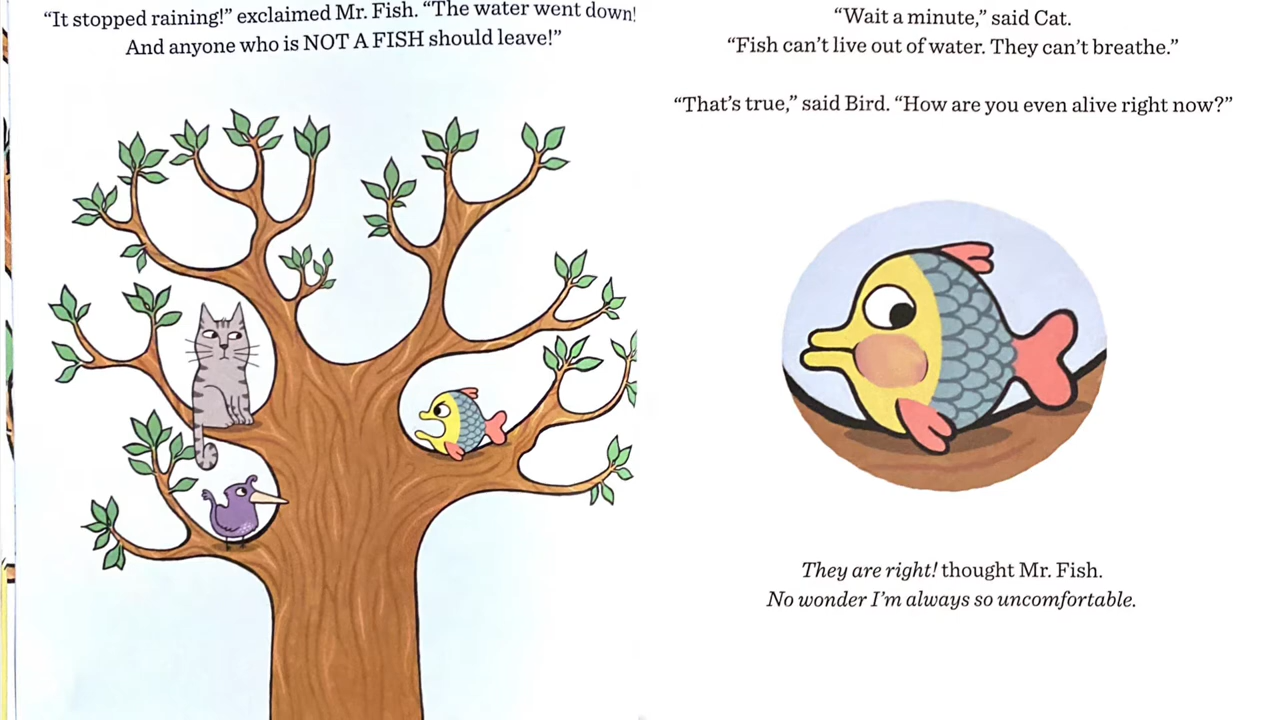 “It stopped raining!” exclaimed Mr. Fish. “The water went down!
And anyone who is NOT A FISH should leave!”
“Wait a minute,” said Cat.
“Fish can’t live out of water. They can’t breathe.”
“That’s true,” said Bird. “How are you even alive right now?”
They are right! thought Mr. Fish.
No wonder I’m always so uncomfortable.